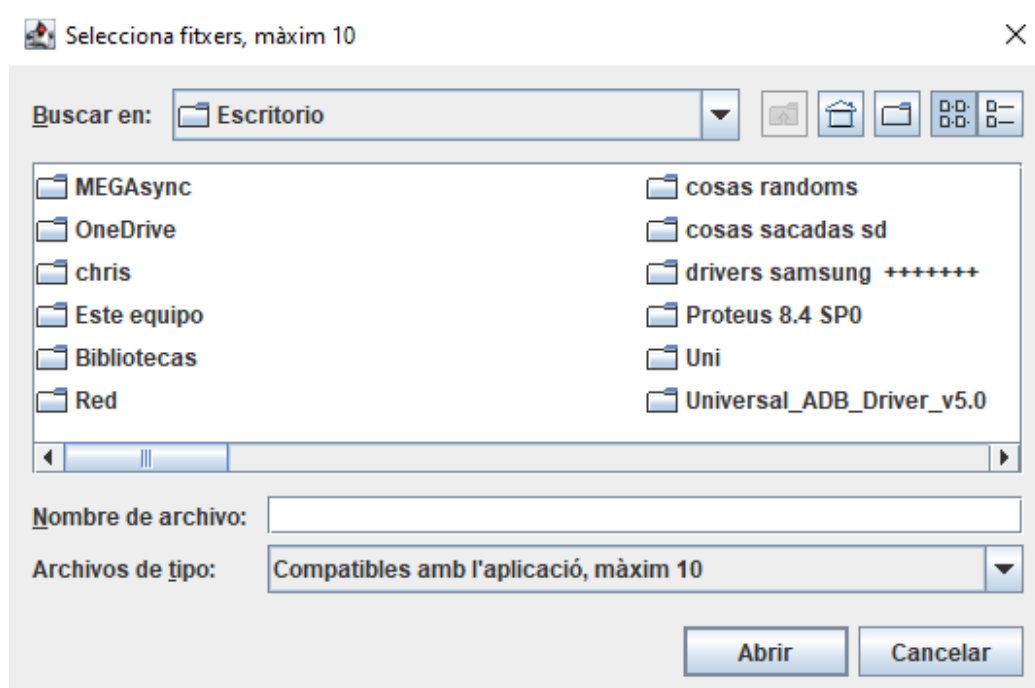 Selecciona fitxers, màxim 10
Buscar en: Escritorio
MEGAsync
OneDrive
chris
Este equipo
Bibliotecas
Red
cosas randoms
cosas sacadas sd
drivers samsung +++++++
Proteus 8.4 SP0
Uni
Universal_ADB_Driver_v5.0
Nombre de archivo:
Archivos de tipo: Compatibles amb l'aplicació, màxim 10
Abrir Cancelar